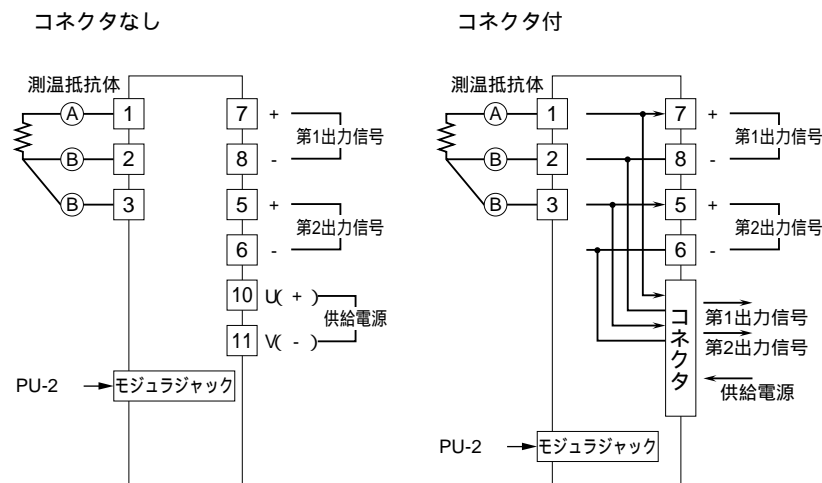 コネクタなし
測温抵抗体
A 1 7 +
第1出力信号
B 2 8 -
B 3 5 +
第2出力信号
6 -
10 U( + )
供給電源
11 V( - )
PU-2 モジュラジャック
コネクタ付
測温抵抗体
A 1 7 +
第1出力信号
B 2 8 -
B 3 5 +
第2出力信号
6 -
コネクタ
第1出力信号
第2出力信号
供給電源
PU-2 モジュラジャック